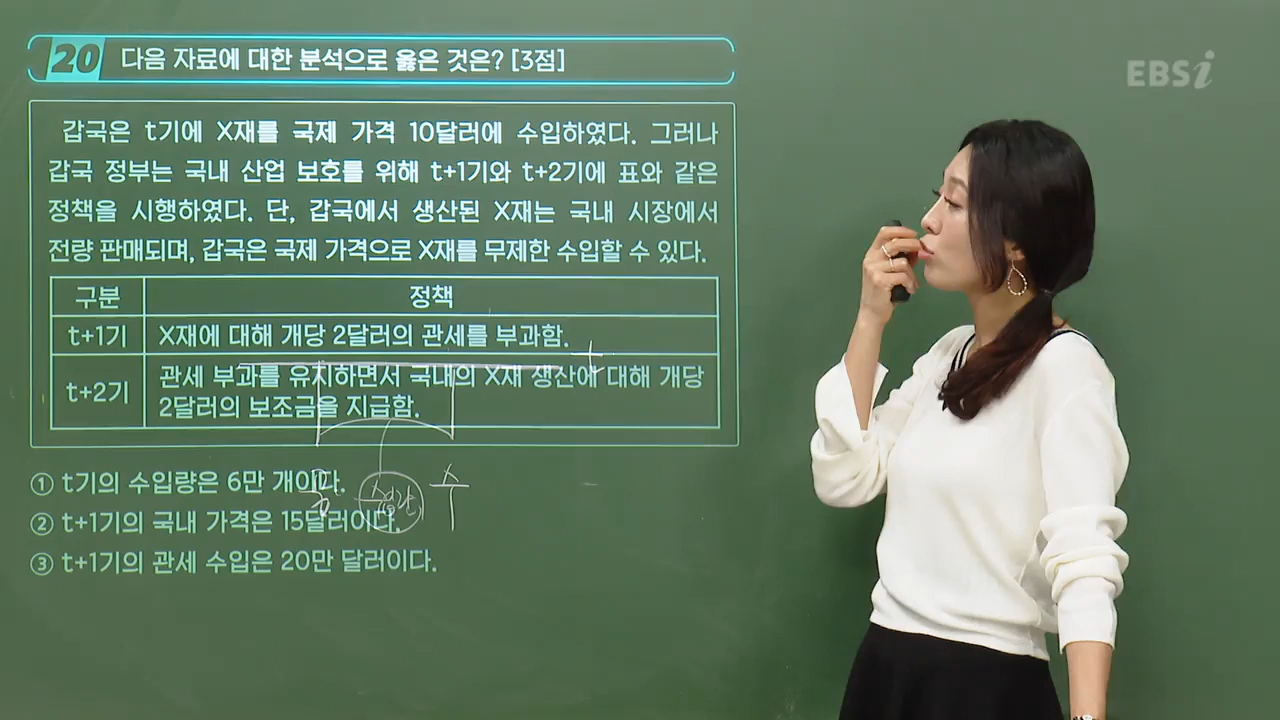 EBSi
20 다음 자료에 대한 분석으로 옳은 것은? [3점]
갑국은 t기에 X재를 국제 가격 10달러에 수입하였다. 그러나
갑국 정부는 국내 산업 보호를 위해 t+1기와 t+2기에 표와 같은
정책을 시행하였다. 단, 갑국에서 생산된 X재는 국내 시장에서
전량 판매되며, 갑국은 국제 가격으로 X재를 무제한 수입할 수 있다.
구분 정책
t+1기 X재에 대해 개당 2달러의 관세를 부과함.
t+2기 관세 부과를 유지하면서 국내의 X재 생산에 대해 개당
2달러의 보조금을 지급함.
t
① t기의 수입량은 6만 개이다.
공 수입량 수
② t+1기의 국내 가격은 15달러이다.
③ t+1기의 관세 수입은 20만 달러이다.